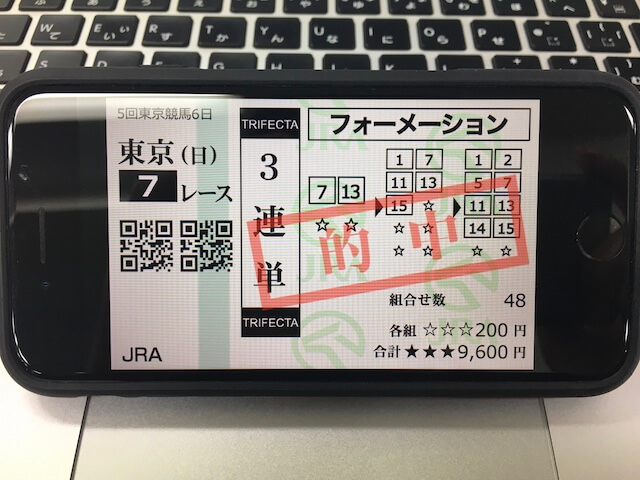 5回東京競馬6日
東京(日)
7レース
JRA
TRIFECTA
3連単
TRIFECTA
フォーメーション
7 13
☆ ☆
1 7
11 13
15 ☆
☆ ☆
☆ ☆
1 2
5 7
11 13
14 15
☆ ☆
的中
組合せ数 48
各組 ☆☆☆200円
合計★★★9,600円
JRA
JRA